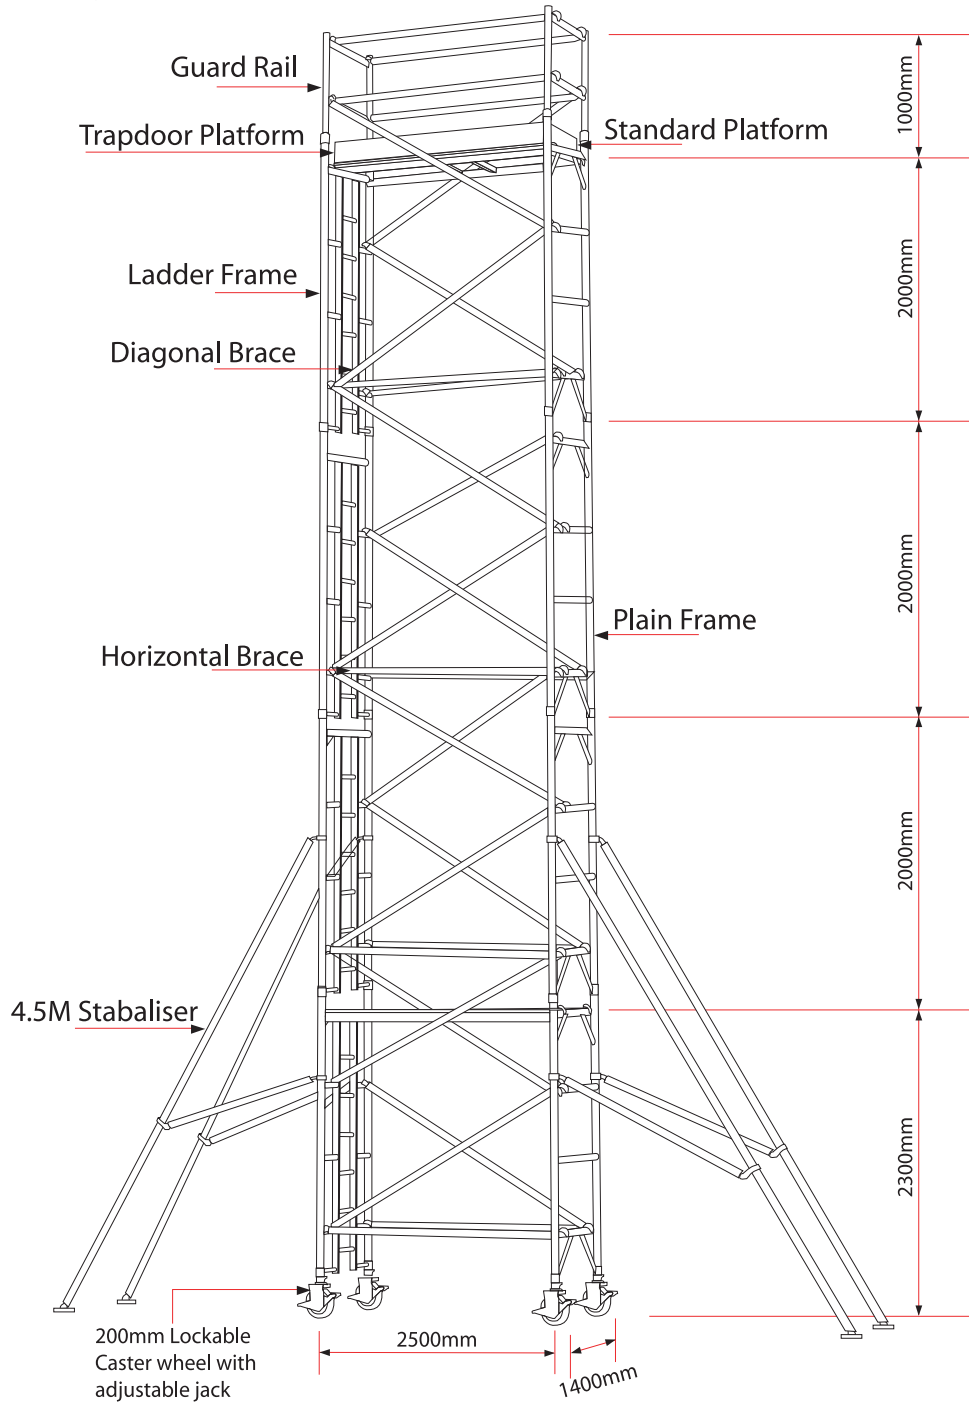 Guard Rail
1000mm
Trapdoor Platform
Standard Platform
2000mm
Ladder Frame
Diagonal Brace
2000mm
Plain Frame
Horizontal Brace
2000mm
4.5M Stabaliser
2300mm
200mm Lockable
Caster wheel with
adjustable jack
2500mm
1400mm